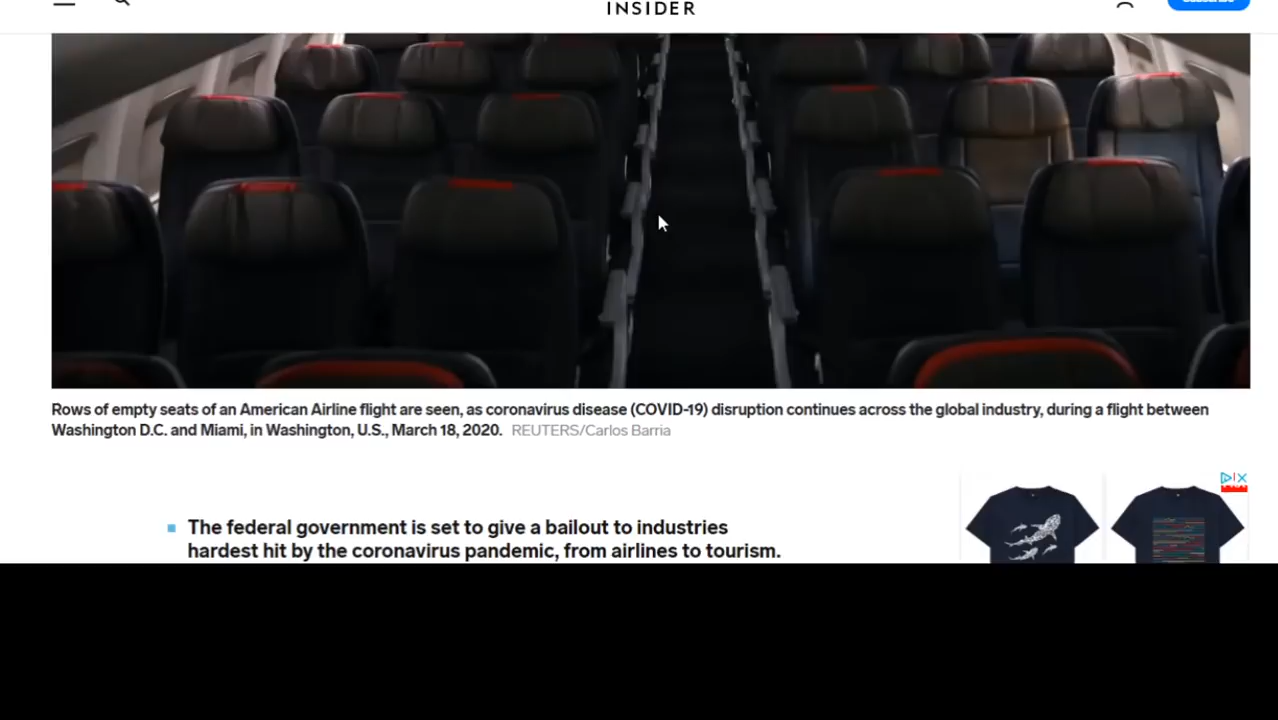 INSIDER
Rows of empty seats of an American Airline flight are seen, as coronavirus disease (COVID-19) disruption continues across the global industry, during a flight between
Washington D.C. and Miami, in Washington, U.S., March 18, 2020. REUTERS/Carlos Barria
The federal government is set to give a bailout to industries
hardest hit by the coronavirus pandemic, from airlines to tourism.